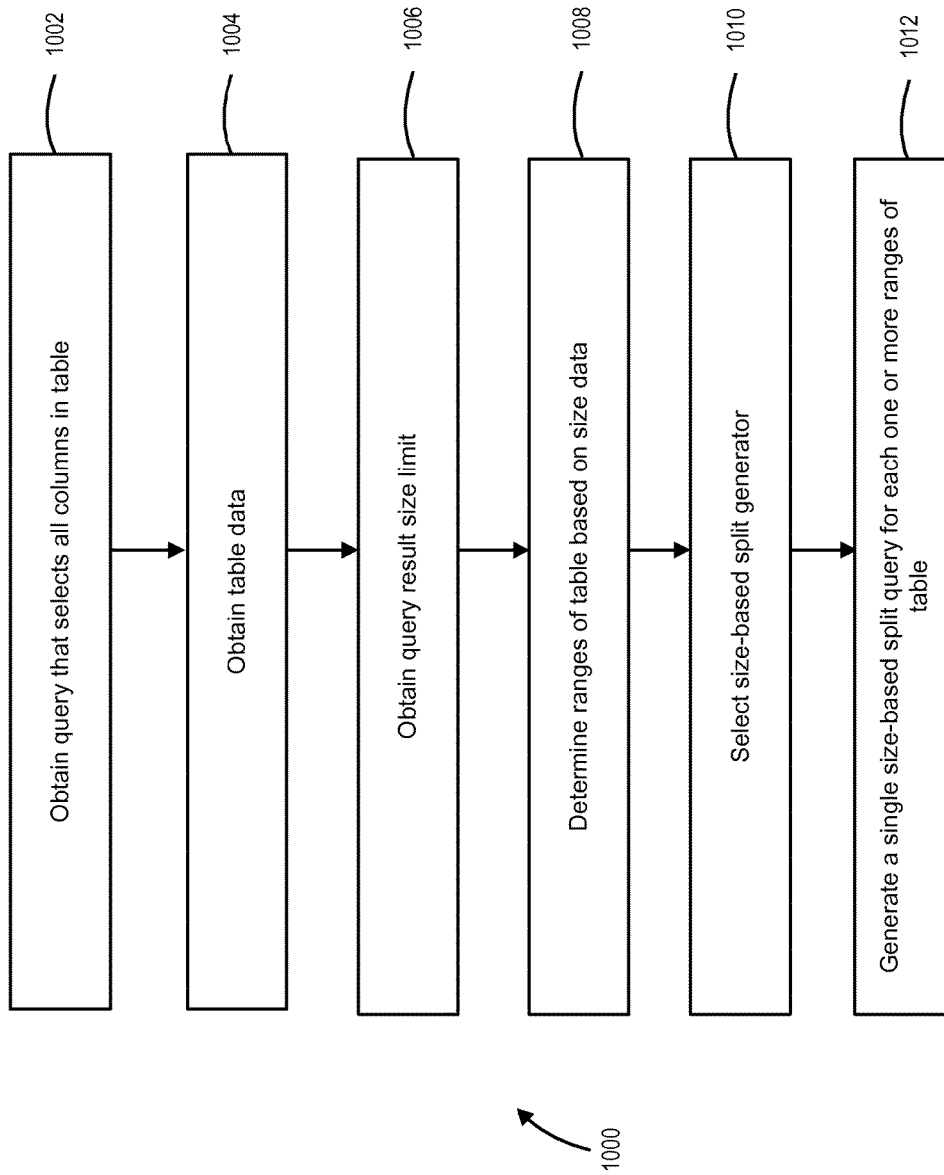 Obtain query that selects all columns in table
1002
Obtain table data
1004
Obtain query result size limit
1006
Determine ranges of table based on size data
1008
Select size-based split generator
1010
Generate a single size-based split query for each one or more ranges of
table
1012
1000